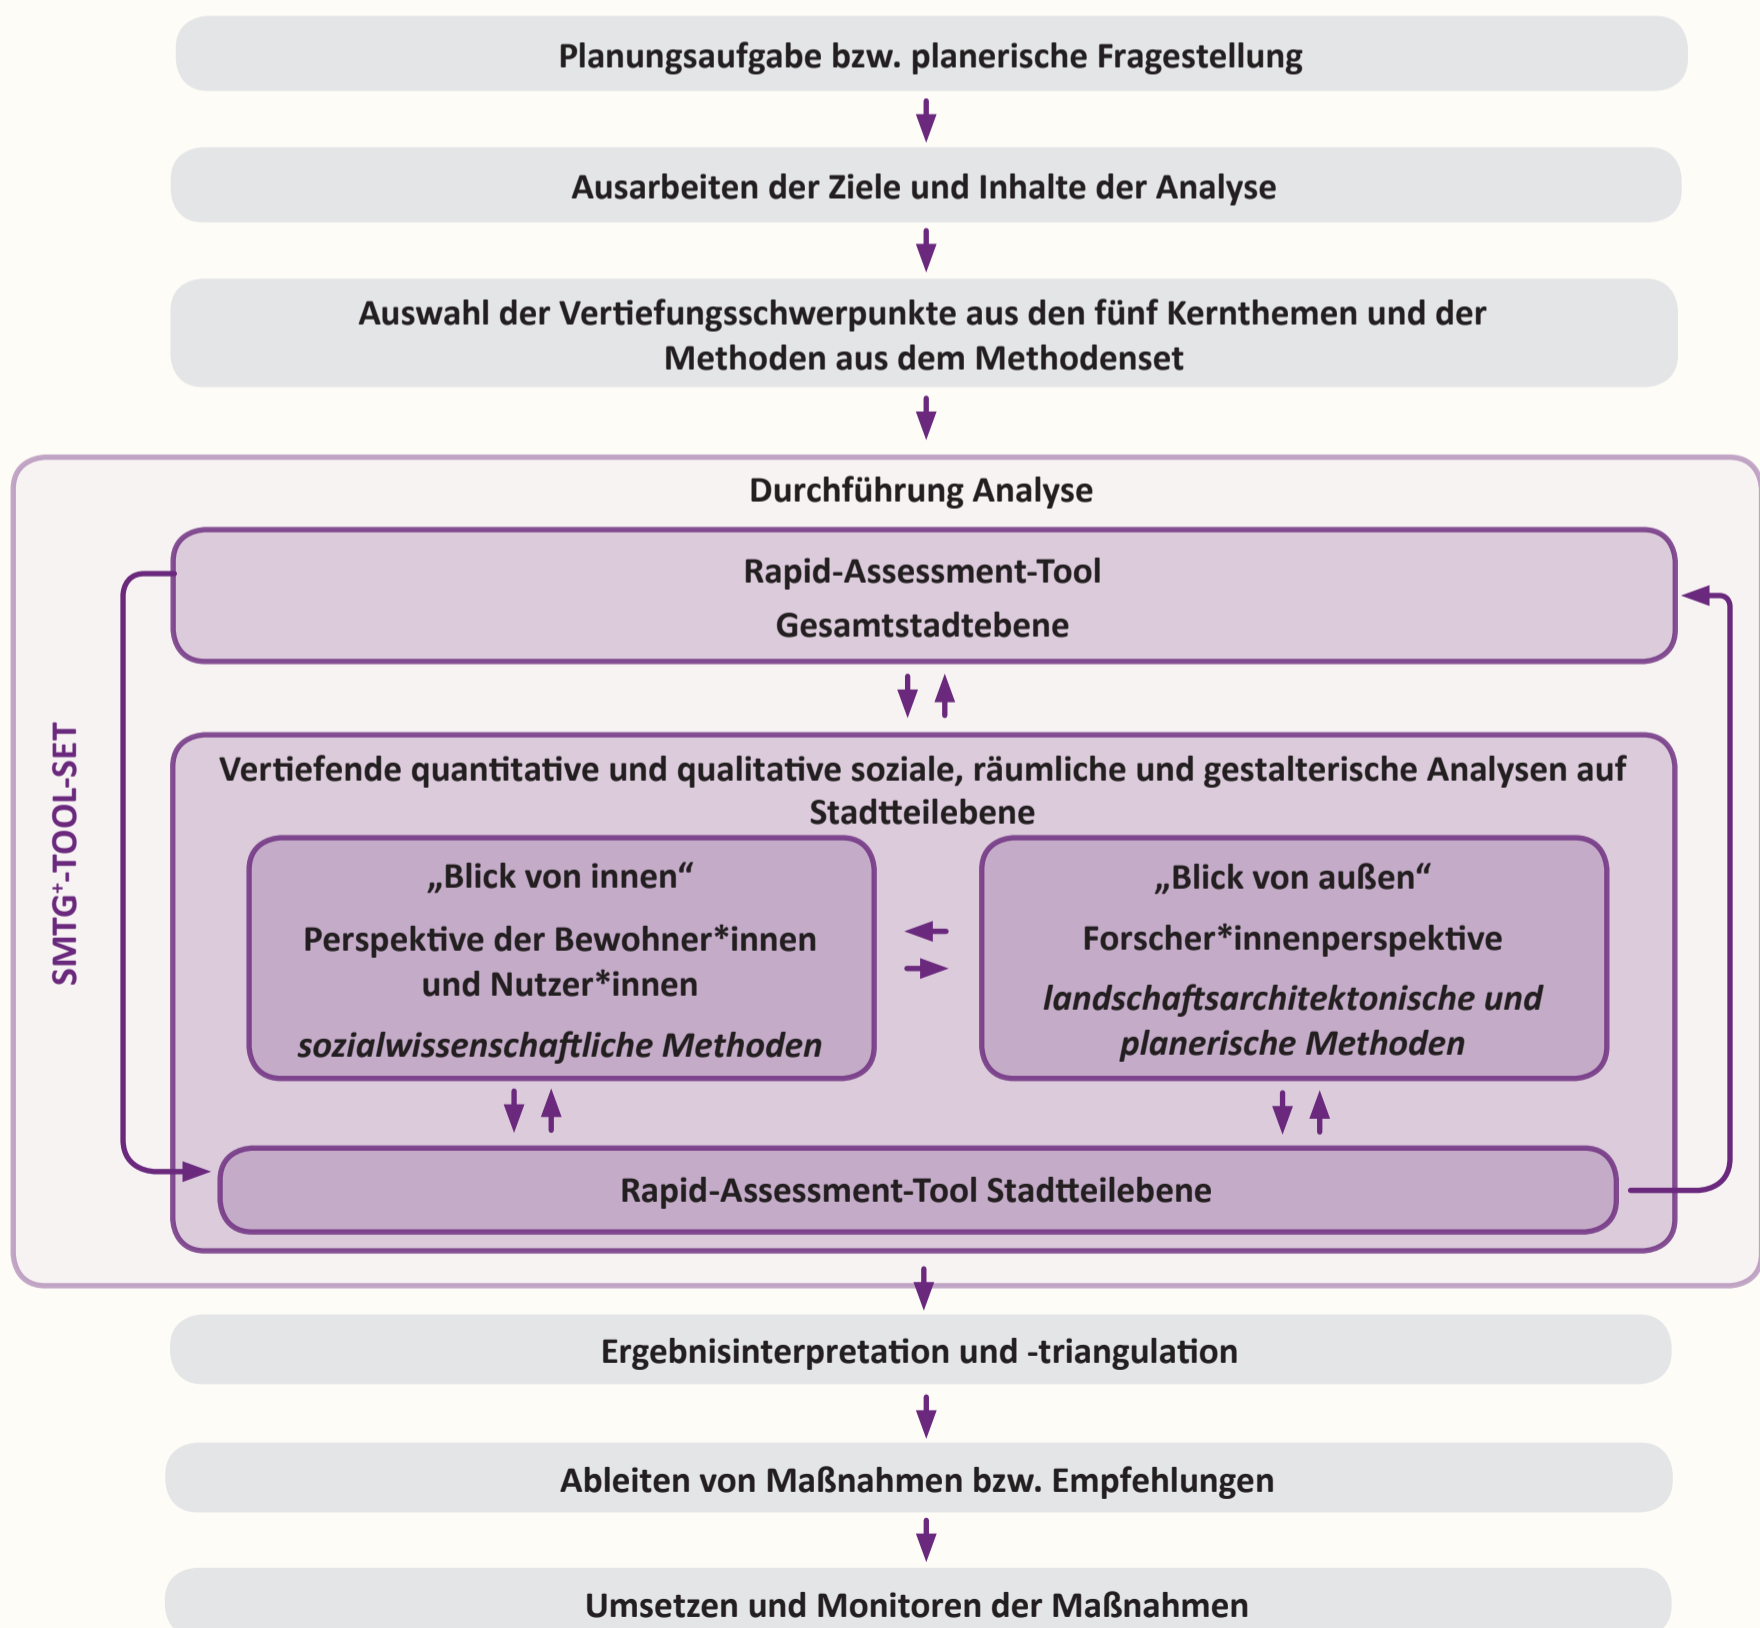 Planungsaufgabe bzw. planerische Fragestellung
Ausarbeiten der Ziele und Inhalte der Analyse
Auswahl der Vertiefungsschwerpunkte aus den fünf Kernthemen und der
Methoden aus dem Methodenset
Durchführung Analyse
Rapid-Assessment-Tool
Gesamtstadtebene
SMTG⁺-TOOL-SET
Vertiefende quantitative und qualitative soziale, räumliche und gestalterische Analysen auf
Stadtteilebene
„Blick von innen“
Perspektive der Bewohner*innen
und Nutzer*innen
sozialwissenschaftliche Methoden
„Blick von außen“
Forscher*innenperspektive
landschaftsarchitektonische und
planerische Methoden
Rapid-Assessment-Tool Stadtteilebene
Ergebnisinterpretation und -triangulation
Ableiten von Maßnahmen bzw. Empfehlungen
Umsetzen und Monitoren der Maßnahmen